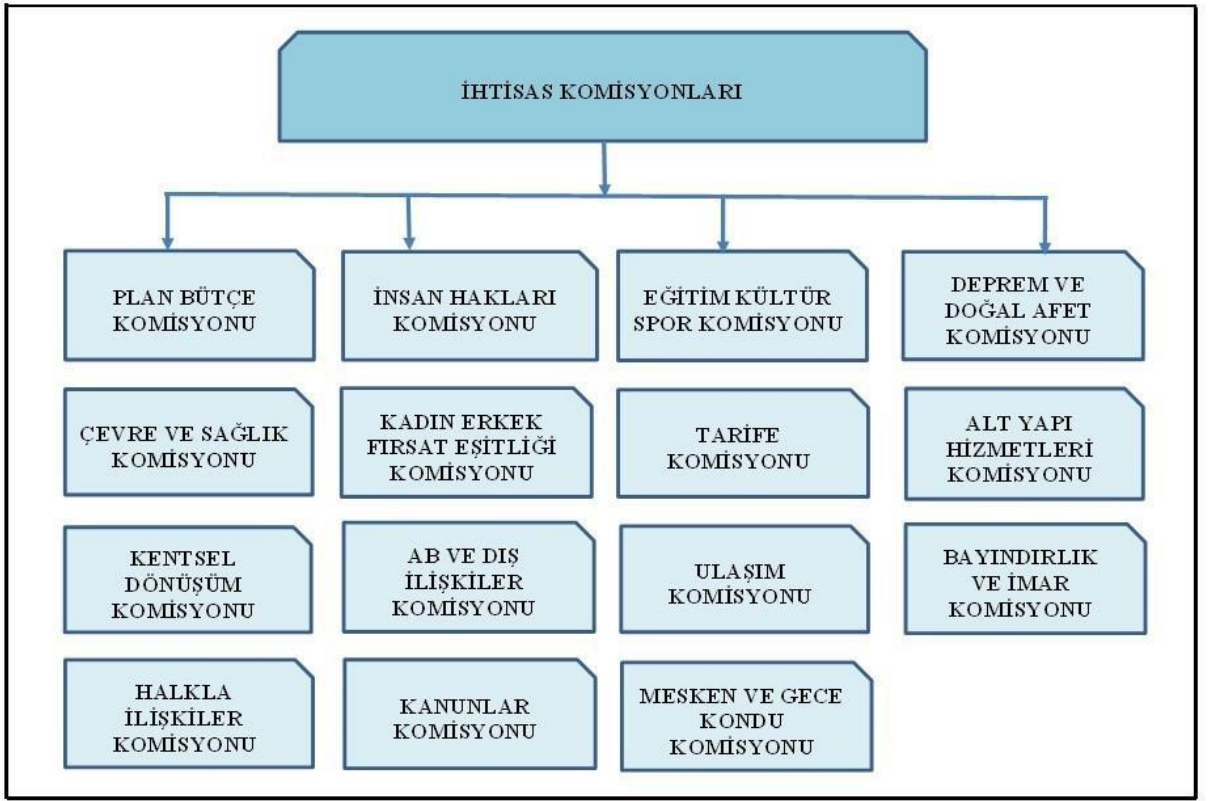 İHTİSAS KOMİSYONLARI
PLAN BÜTÇE
KOMİSYONU
İNSAN HAKLARI
KOMİSYONU
EĞİTİM KÜLTÜR
SPOR KOMİSYONU
DEPREM VE
DOĞAL AFET
KOMİSYONU
ÇEVRE VE SAĞLIK
KOMİSYONU
KADIN ERKEK
FIRSAT EŞİTLİĞİ
KOMİSYONU
TARİFE
KOMİSYONU
ALT YAPI
HİZMETLERİ
KOMİSYONU
KENTSEL
DÖNÜŞÜM
KOMİSYONU
AB VE DIŞ
İLİŞKİLER
KOMİSYONU
ULAŞIM
KOMİSYONU
BAYINDIRLIK
VE İMAR
KOMİSYONU
HALKLA
İLİŞKİLER
KOMİSYONU
KANUNLAR
KOMİSYONU
MESKEN VE GECE
KONDU
KOMİSYONU